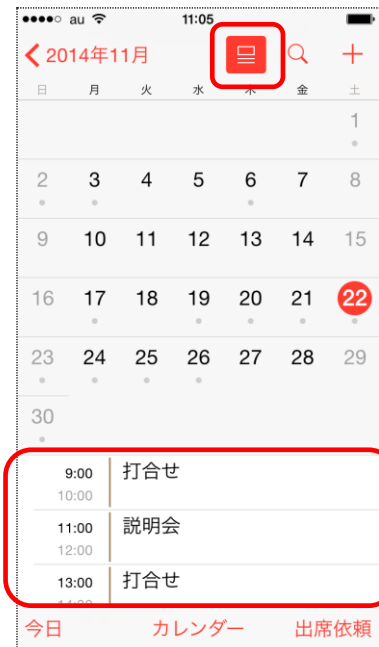 au 11:05
2014年11月
日 月 火 水 木 金 土
1
2 3 4 5 6 7 8
9 10 11 12 13 14 15
16 17 18 19 20 21 22
23 24 25 26 27 28 29
30
9:00 打合せ
10:00
11:00 説明会
12:00
13:00 打合せ
今日 カレンダー 出席依頼